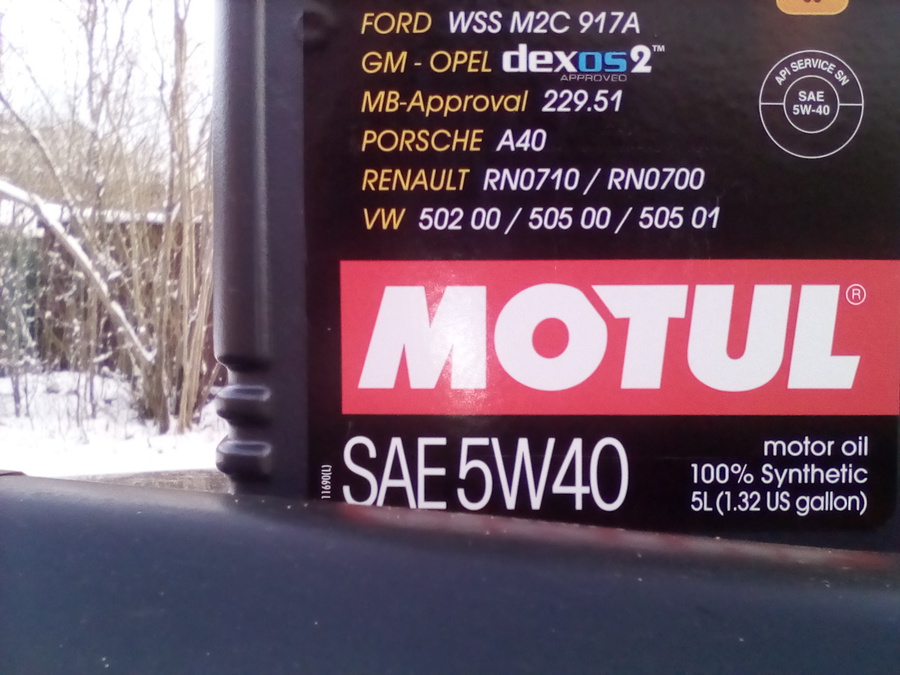 FORD WSS M2C 917A
GM - OPEL dexos2™
APPROVED
MB-Approval 229.51
PORSCHE A40
RENAULT RN0710 / RN0700
VW 502 00 / 505 00 / 505 01
API SERVICE SN
SAE
5W-40
MOTUL®
SAE 5W40
motor oil
100% Synthetic
5L (1.32 US gallon)
11690(L)